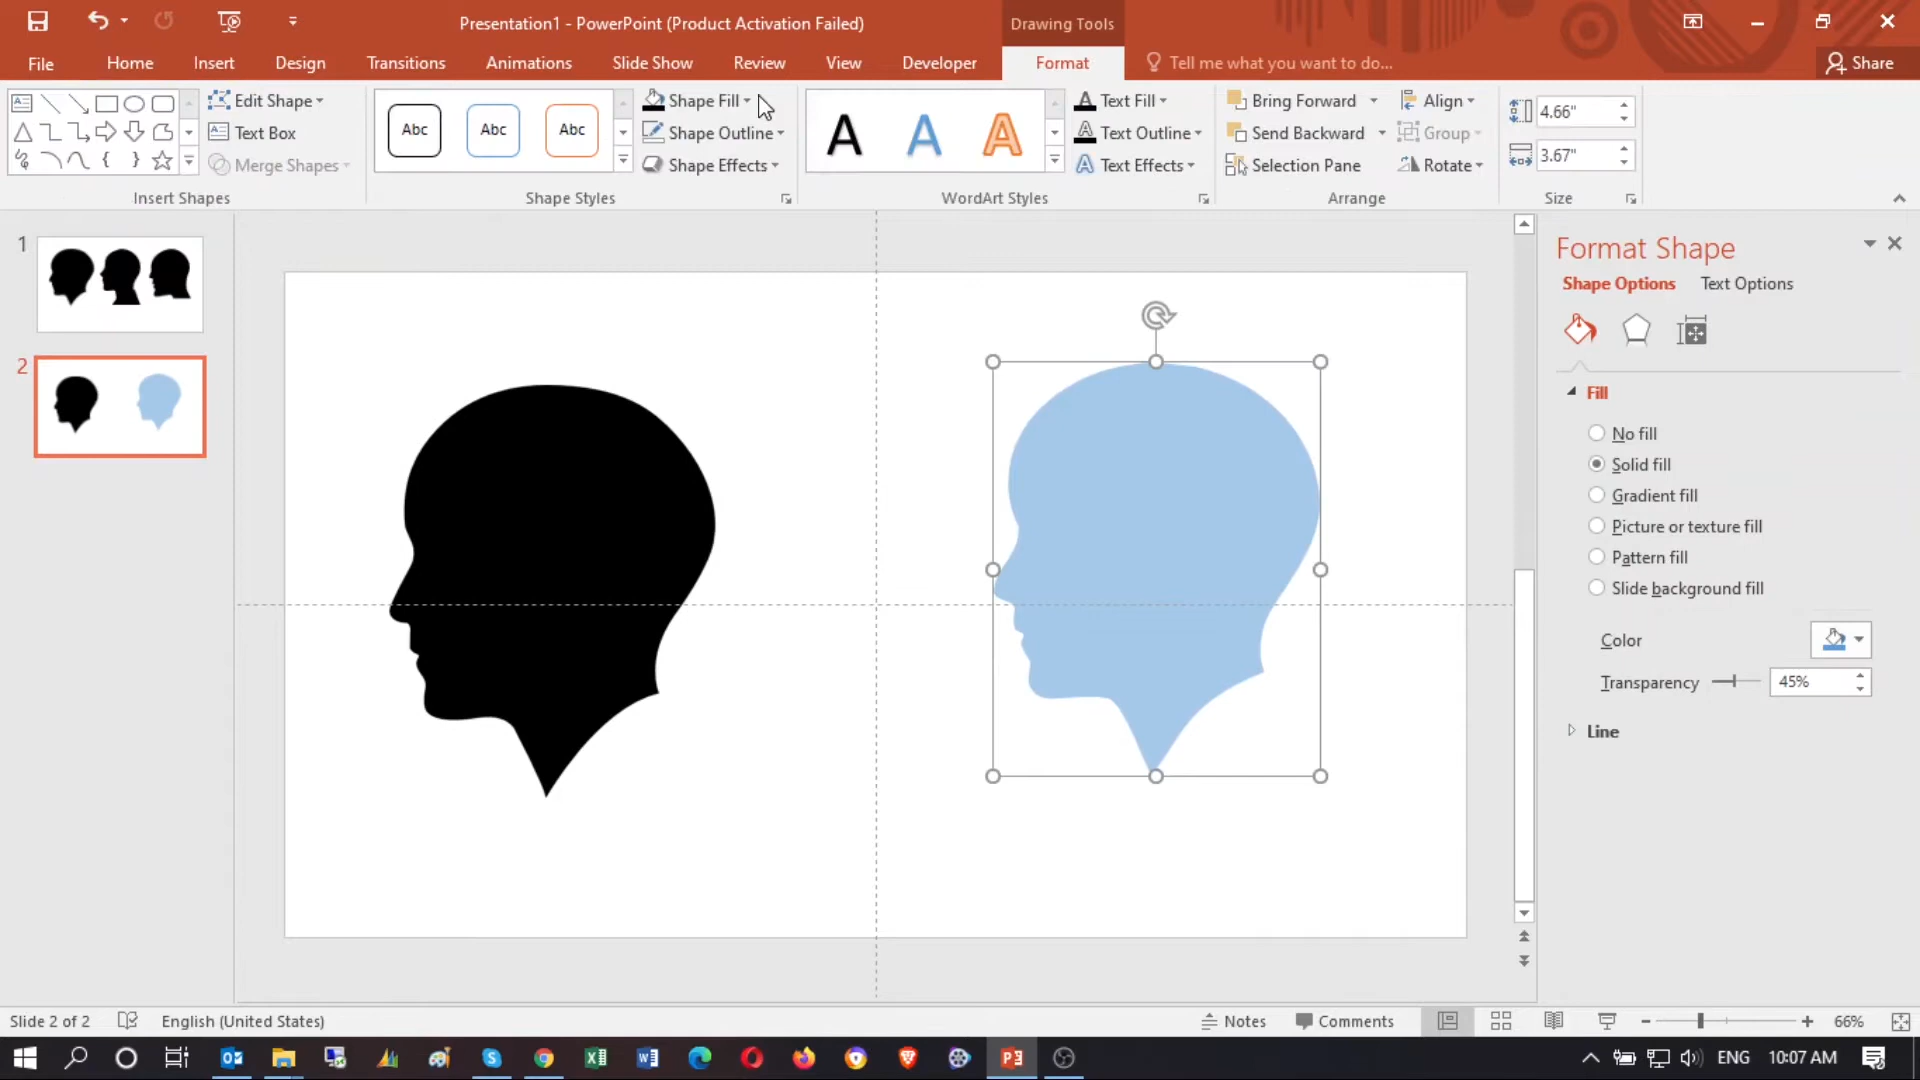 Presentation1 - PowerPoint (Product Activation Failed)
Drawing Tools
File Home Insert Design Transitions Animations Slide Show Review View Developer Format Tell me what you want to do... Share
Edit Shape
Text Box
Merge Shapes
Insert Shapes
Abc Abc Abc
Shape Fill
Shape Outline
Shape Effects
Shape Styles
A A A
Text Fill
Text Outline
Text Effects
WordArt Styles
Bring Forward
Send Backward
Selection Pane
Align
Group
Rotate
Arrange
4.66"
3.67"
Size
1
2
Format Shape
Shape Options Text Options
Fill
No fill
Solid fill
Gradient fill
Picture or texture fill
Pattern fill
Slide background fill
Color
Transparency 45%
Line
Slide 2 of 2 English (United States) Notes Comments 66%
ENG 10:07 AM